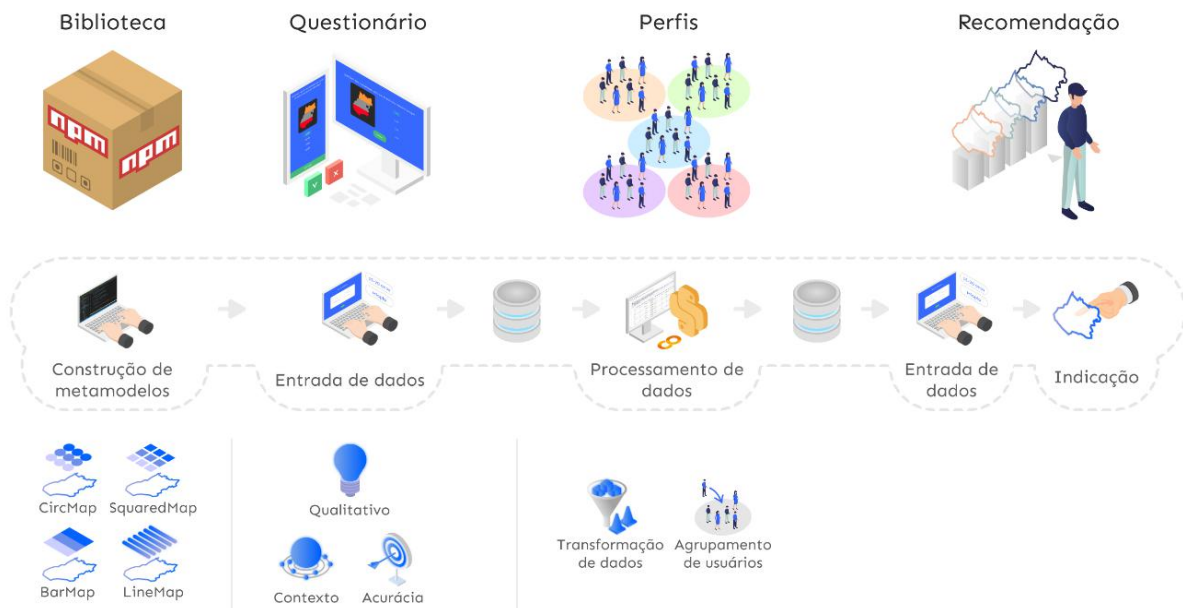 Biblioteca
Questionário
Perfis
Recomendação
npm
npm
Construção de
metamodelos
Entrada de dados
Processamento de
dados
Entrada de
dados
Indicação
CircMap
SquaredMap
BarMap
LineMap
Qualitativo
Contexto
Acurácia
Transformação
de dados
Agrupamento
de usuários